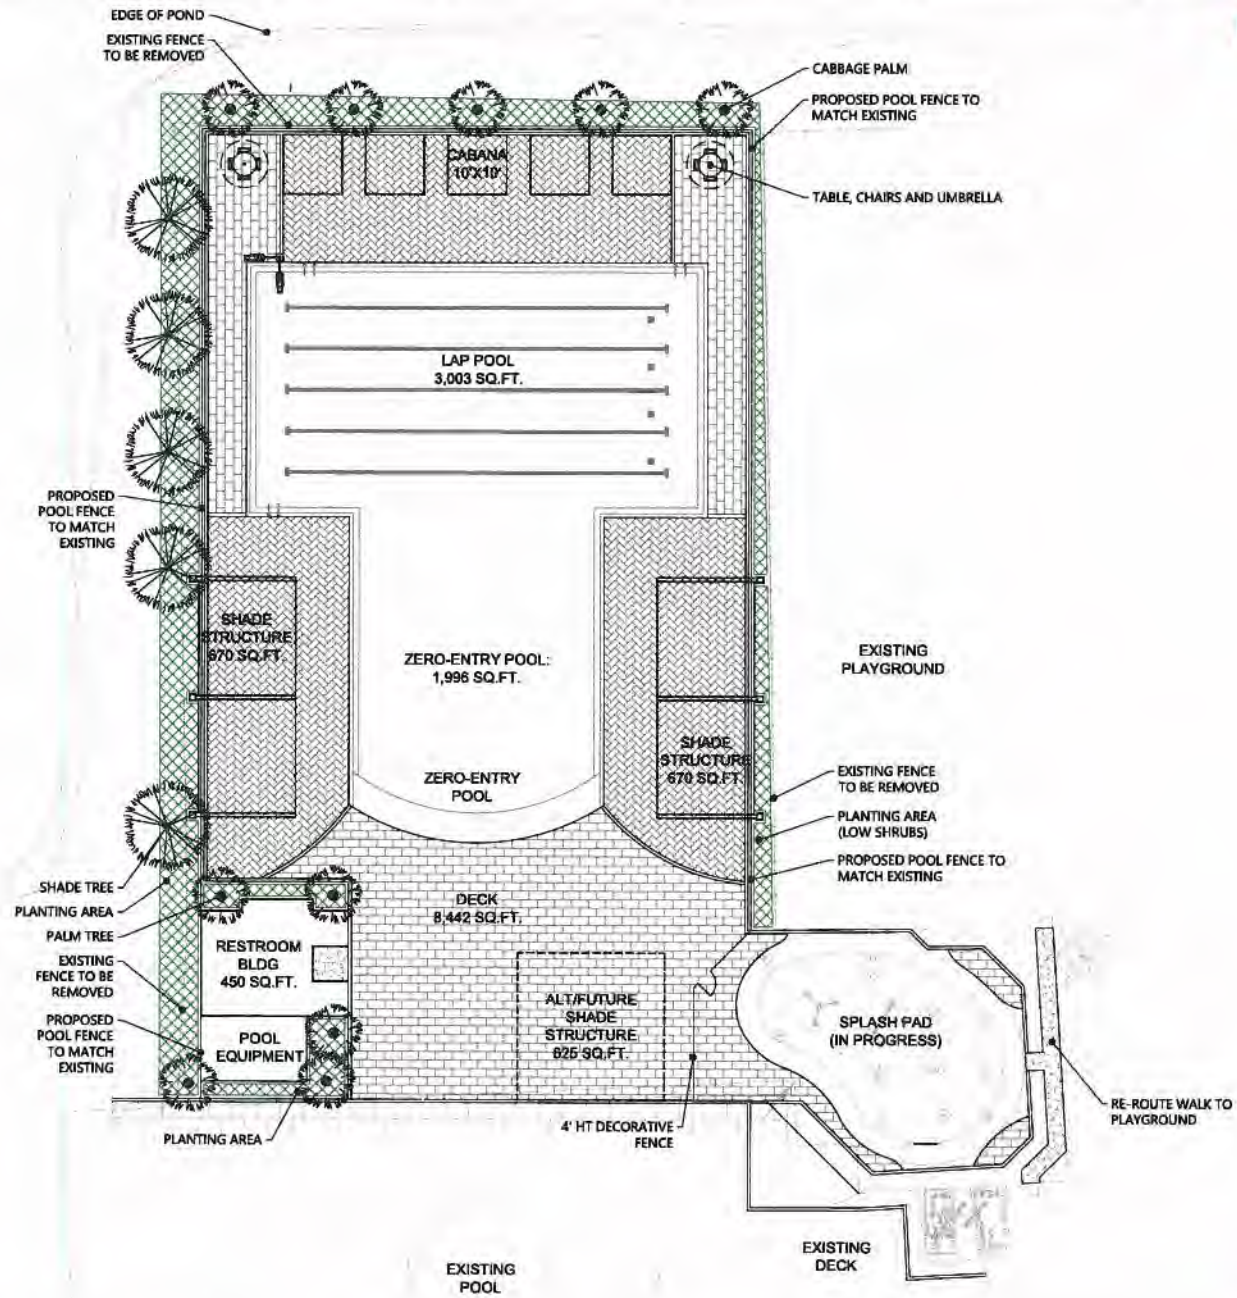 EDGE OF POND
EXISTING FENCE
TO BE REMOVED
CABBAGE PALM
PROPOSED POOL FENCE TO
MATCH EXISTING
CABANA
10'X10'
TABLE, CHAIRS AND UMBRELLA
LAP POOL
3,003 SQ.FT.
PROPOSED
POOL FENCE
TO MATCH
EXISTING
SHADE
STRUCTURE
670 SQ.FT.
ZERO-ENTRY POOL:
1,996 SQ.FT.
EXISTING
PLAYGROUND
SHADE
STRUCTURE
670 SQ.FT.
ZERO-ENTRY
POOL
EXISTING FENCE
TO BE REMOVED
PLANTING AREA
(LOW SHRUBS)
PROPOSED POOL FENCE TO
MATCH EXISTING
SHADE TREE
PLANTING AREA
PALM TREE
DECK
8,442 SQ.FT.
EXISTING
FENCE TO BE
REMOVED
RESTROOM
BLDG
450 SQ.FT.
PROPOSED
POOL FENCE
TO MATCH
EXISTING
POOL
EQUIPMENT
ALT/FUTURE
SHADE
STRUCTURE
625 SQ.FT.
SPLASH PAD
(IN PROGRESS)
RE-ROUTE WALK TO
PLAYGROUND
PLANTING AREA
4' HT DECORATIVE
FENCE
EXISTING
DECK
EXISTING
POOL